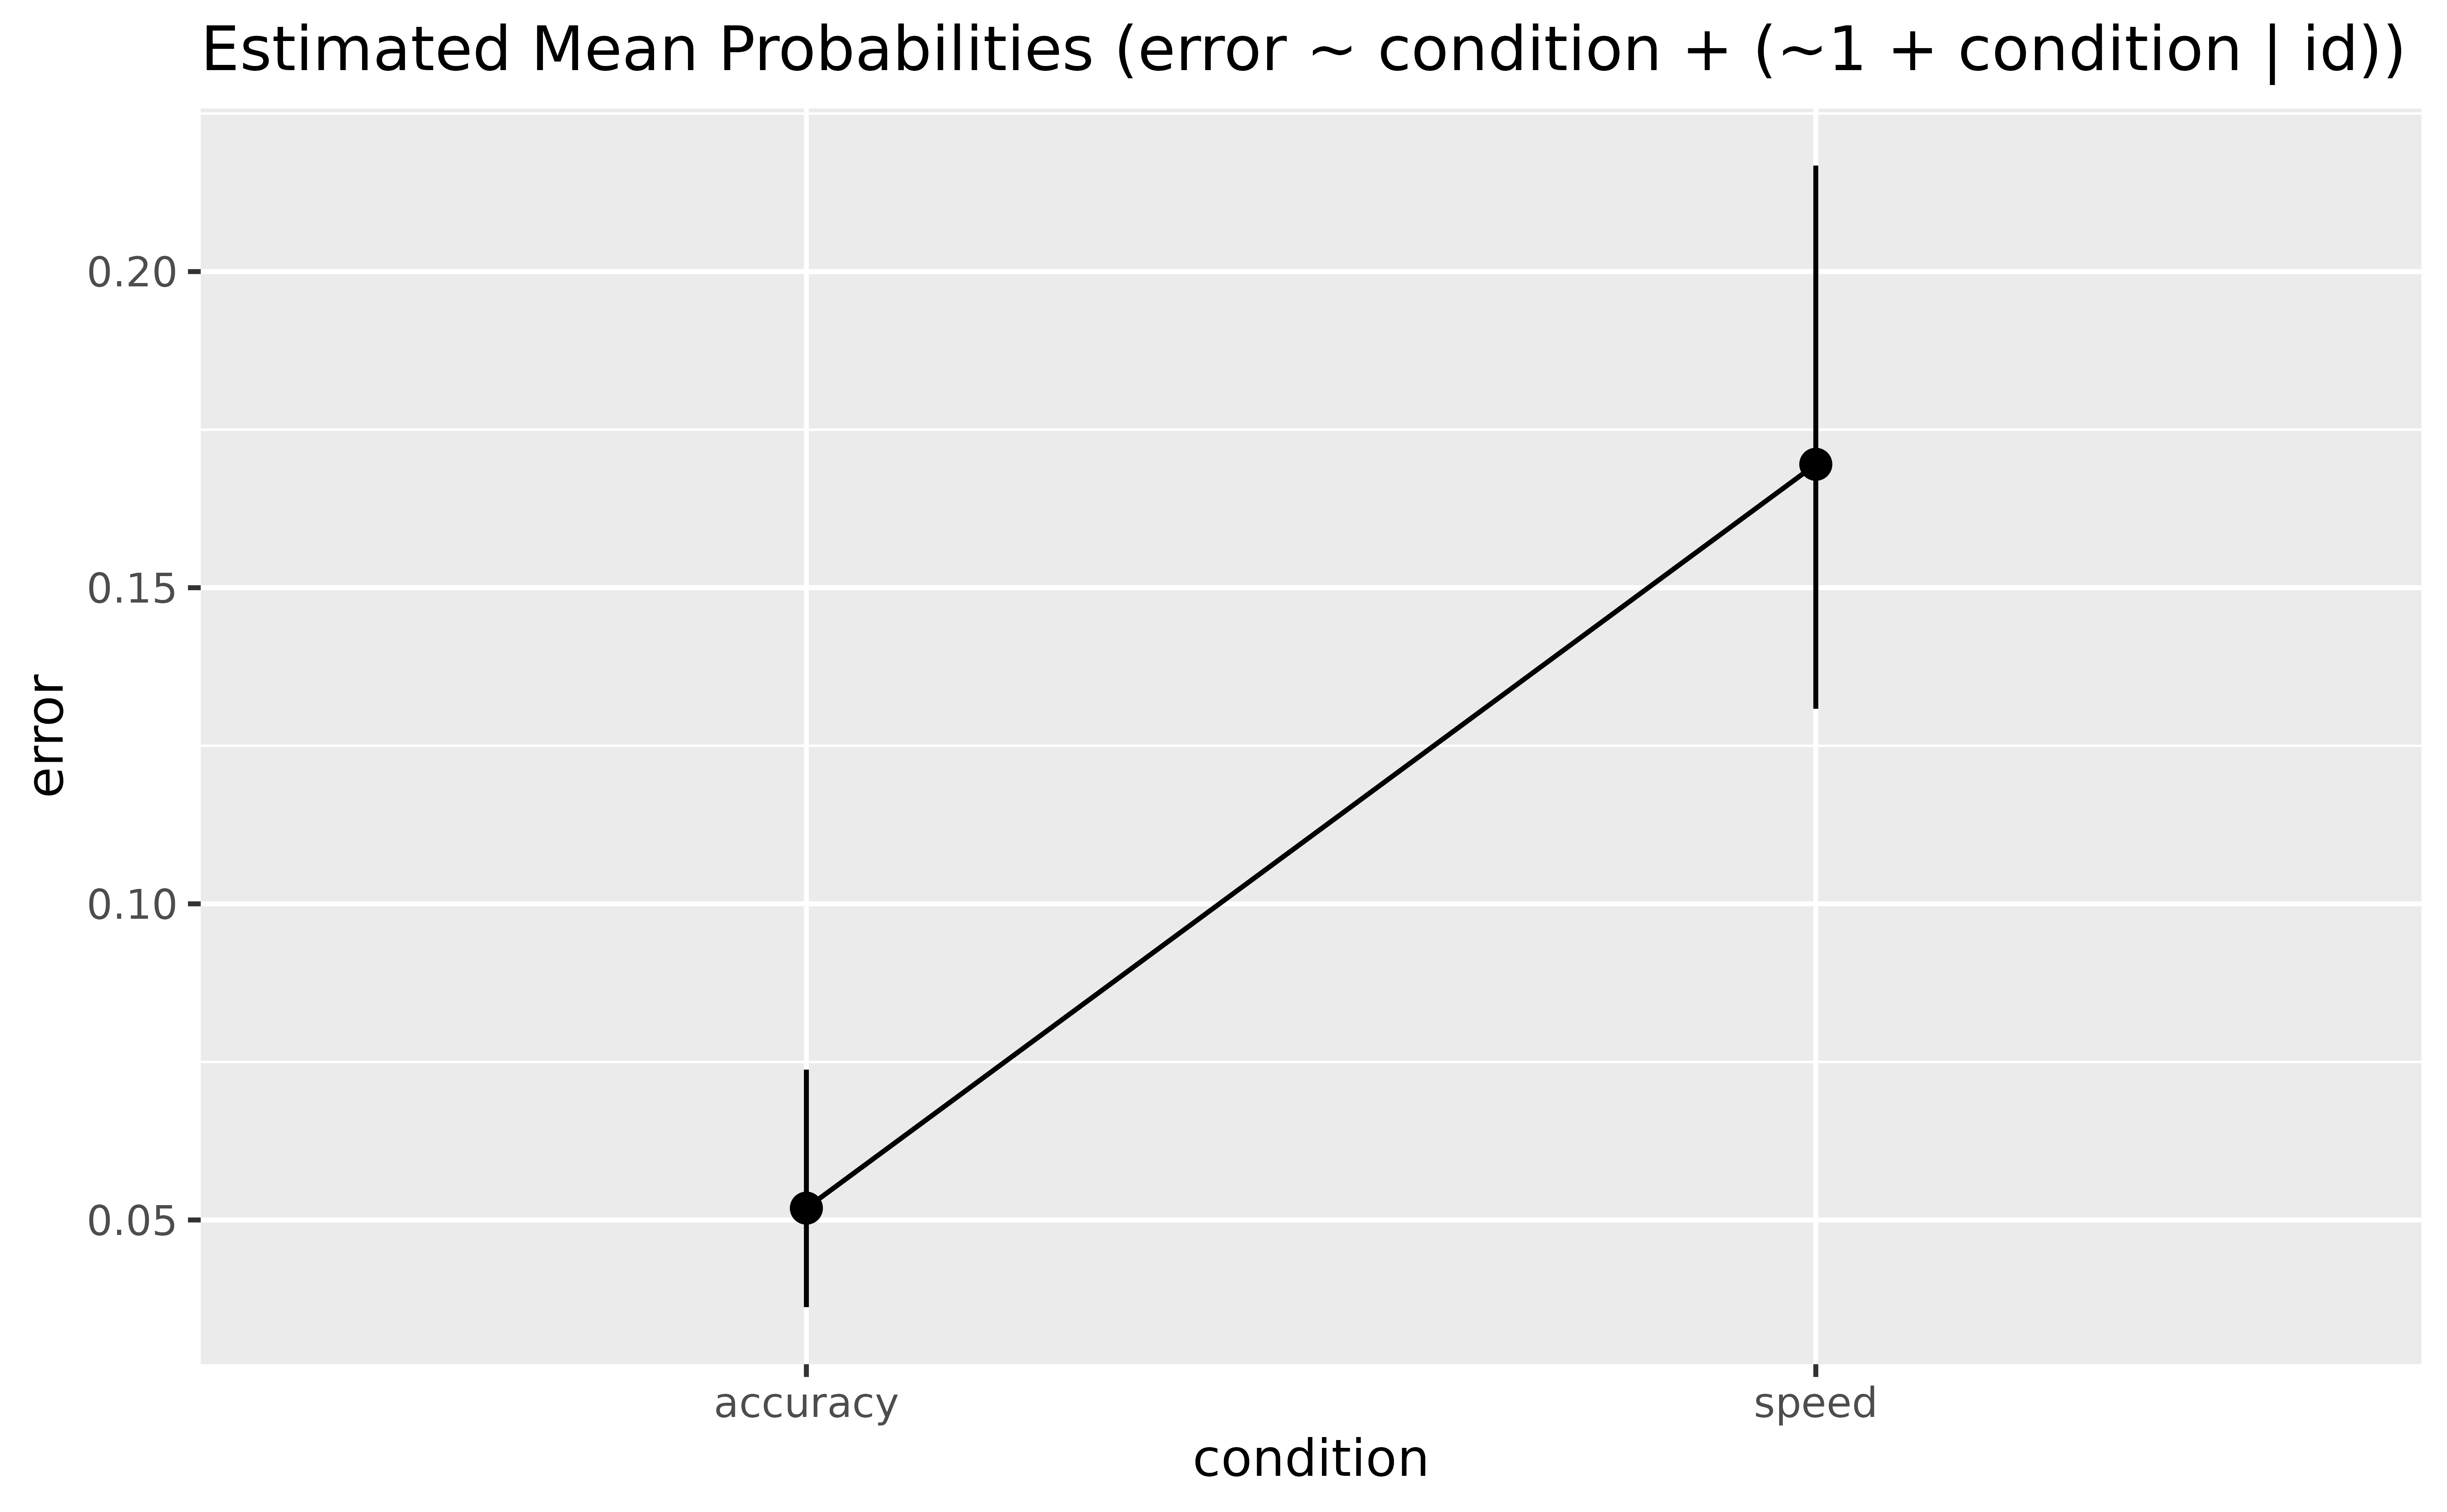 Estimated Mean Probabilities (error ~ condition + (~1 + condition | id))
error
0.20
0.15
0.10
0.05
accuracy speed
condition